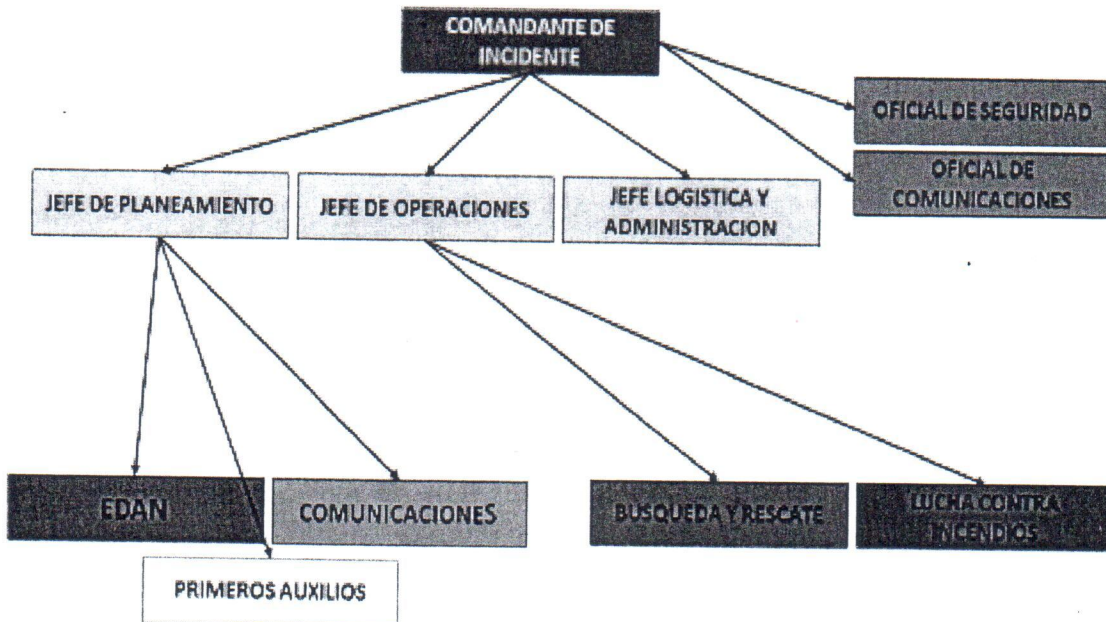 COMANDANTE DE
INCIDENTE
OFICIAL DE SEGURIDAD
OFICIAL DE
COMUNICACIONES
JEFE DE PLANEAMIENTO
JEFE DE OPERACIONES
JEFE LOGISTICA Y
ADMINISTRACION
EDAN
COMUNICACIONES
BUSQUEDA Y RESCATE
LUCHA CONTRA
INCENDIOS
PRIMEROS AUXILIOS